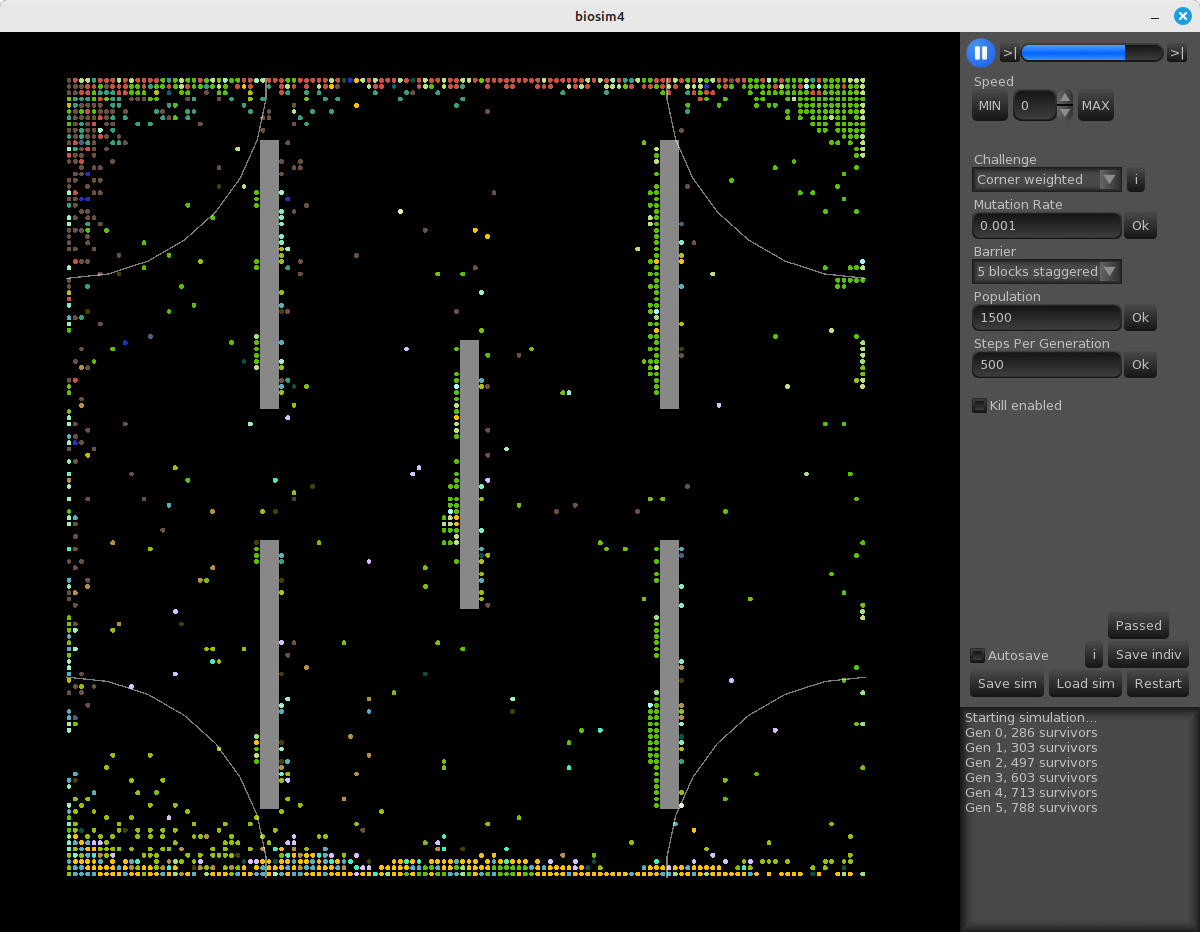 biosim4
>| >|
Speed
MIN 0 MAX
Challenge
Corner weighted i
Mutation Rate
0.001 Ok
Barrier
5 blocks staggered
Population
1500 Ok
Steps Per Generation
500 Ok
Kill enabled
Passed
Autosave i Save indiv
Save sim Load sim Restart
Starting simulation...
Gen 0, 286 survivors
Gen 1, 303 survivors
Gen 2, 497 survivors
Gen 3, 603 survivors
Gen 4, 713 survivors
Gen 5, 788 survivors